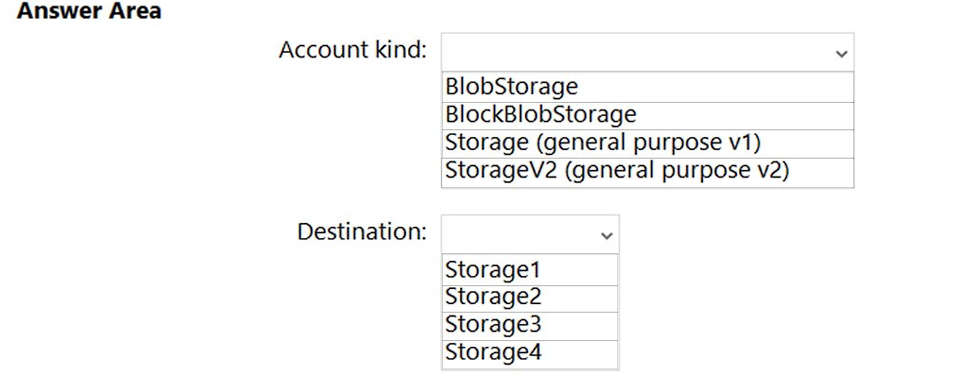 Answer Area
Account kind:
BlobStorage
BlockBlobStorage
Storage (general purpose v1)
StorageV2 (general purpose v2)
Destination:
Storage1
Storage2
Storage3
Storage4